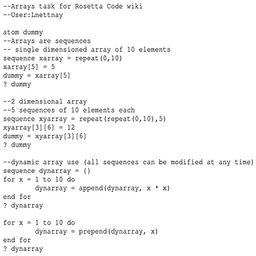 --Arrays task for Rosetta Code wiki
--User:Lnettnay

atom dummy
--Arrays are sequences
-- single dimensioned array of 10 elements
sequence xarray = repeat(0,10)
xarray[5] = 5
dummy = xarray[5]
? dummy

--2 dimensional array
--5 sequences of 10 elements each
sequence xyarray = repeat(repeat(0,10),5)
xyarray[3][6] = 12
dummy = xyarray[3][6]
? dummy

--dynamic array use (all sequences can be modified at any time)
sequence dynarray = {}
for x = 1 to 10 do
        dynarray = append(dynarray, x * x)
end for
? dynarray

for x = 1 to 10 do
        dynarray = prepend(dynarray, x)
end for
? dynarray